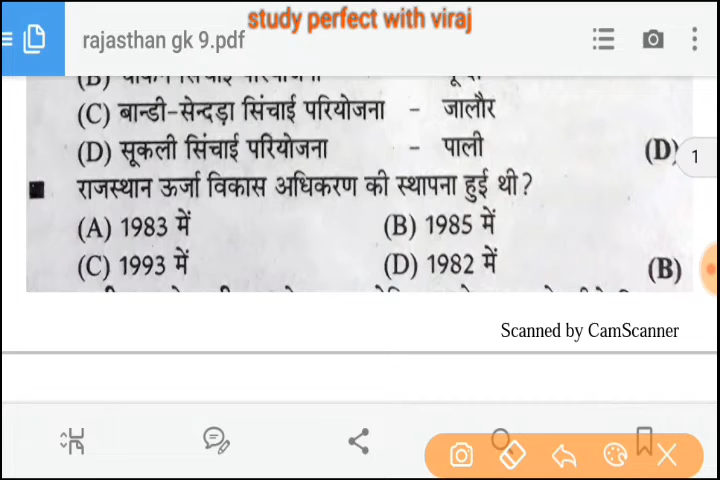 study perfect with viraj
rajasthan gk 9.pdf
(C) बान्डी-सेन्दड़ा सिंचाई परियोजना - जालौर
(D) सूकली सिंचाई परियोजना - पाली (D)
1
राजस्थान ऊर्जा विकास अधिकरण की स्थापना हुई थी?
(A) 1983 में (B) 1985 में
(C) 1993 में (D) 1982 में (B)
Scanned by CamScanner